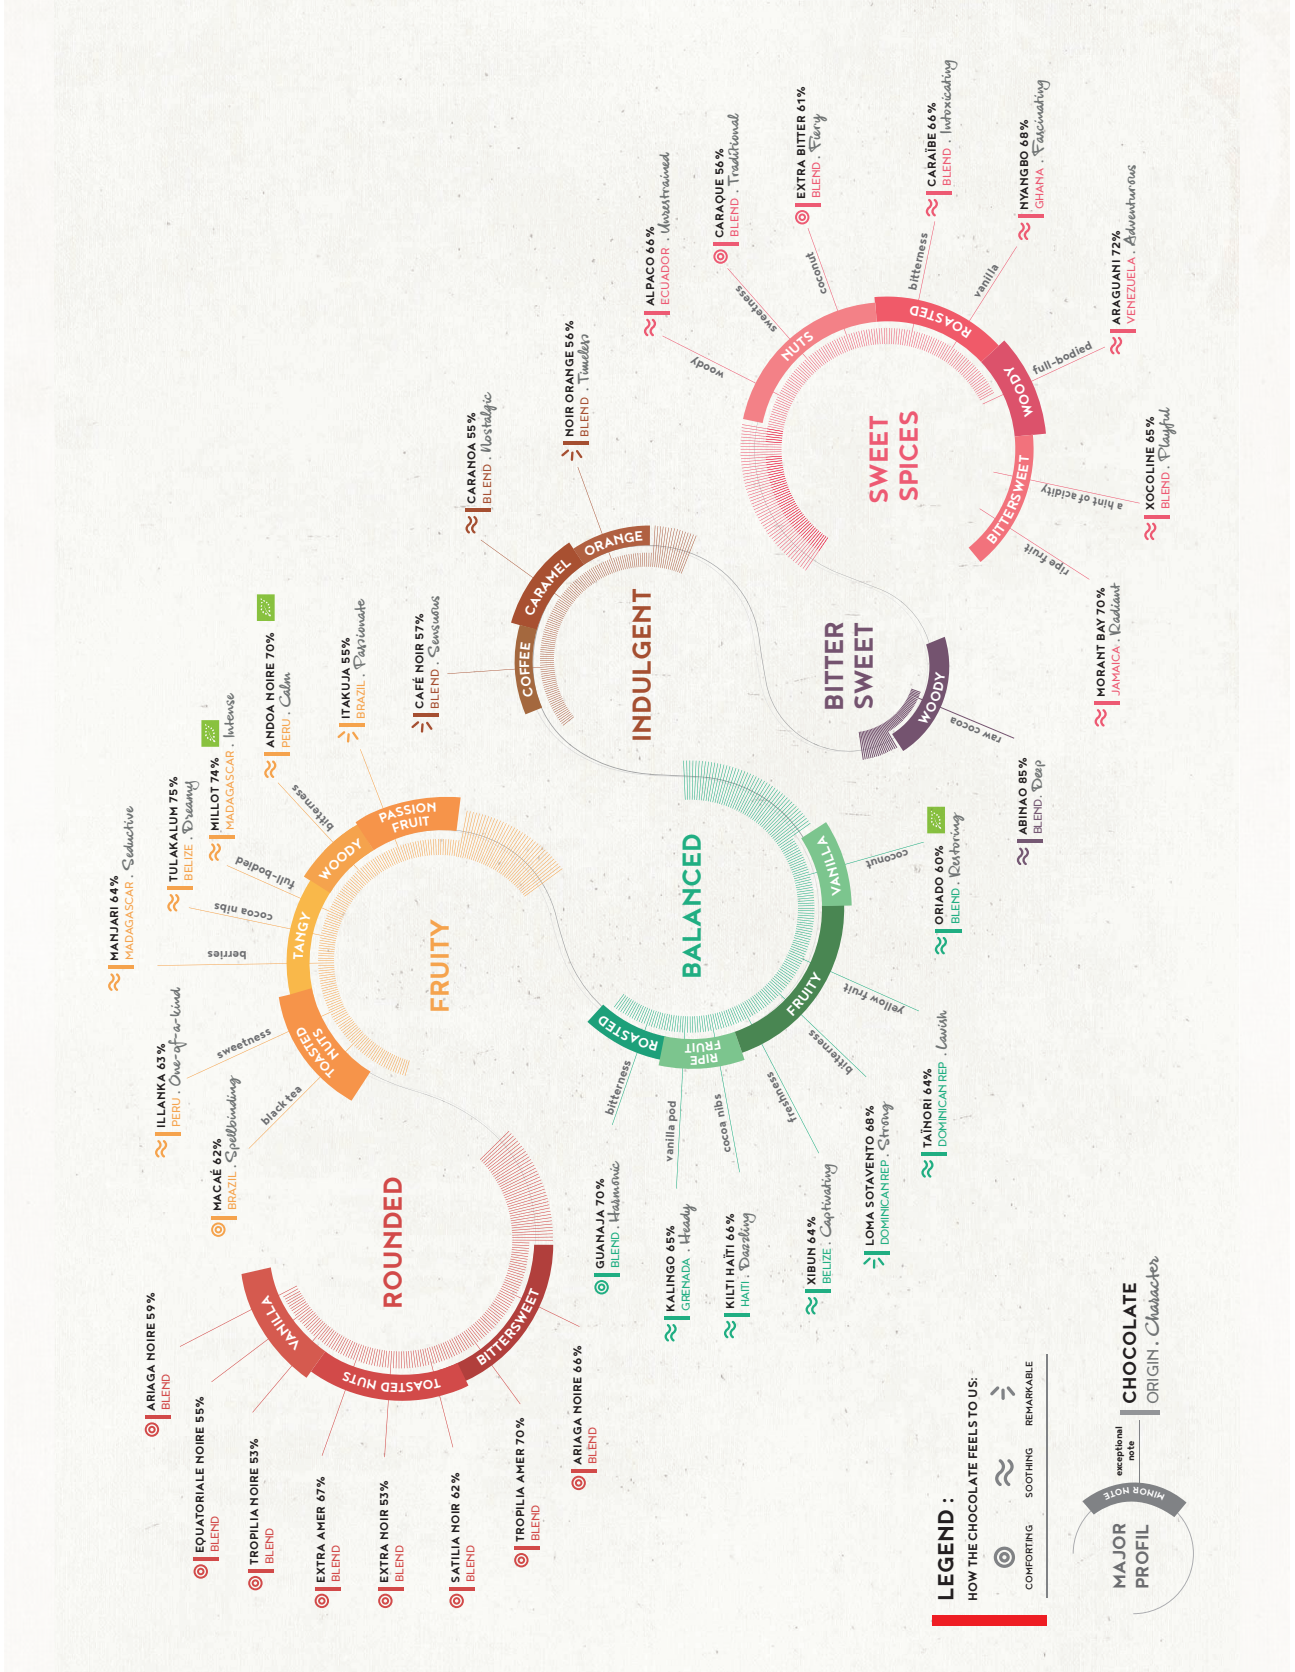 ROUNDED
VANILLA
ARIAGA NOIRE 59%
BLEND
EQUATORIALE NOIRE 55%
BLEND
TROPILIA NOIRE 53%
BLEND
TOASTED NUTS
EXTRA AMER 67%
BLEND
EXTRA NOIR 53%
BLEND
SATILIA NOIR 62%
BLEND
BITTERSWEET
TROPILIA AMER 70%
BLEND
ARIAGA NOIRE 66%
BLEND
FRUITY
TOASTED
NUTS
black tea
MACAÉ 62%
BRAZIL . Spellbinding
sweetness
ILLANKA 63%
PERU . One-of-a-kind
TANGY
berries
MANJARI 64%
MADAGASCAR . Seductive
cocoa nibs
TULAKALUM 75%
BELIZE . Dreamy
full-bodied
MILLOT 74%
MADAGASCAR . Intense
WOODY
bitterness
ANDOA NOIRE 70%
PERU . Calm
PASSION
FRUIT
ITAKUJA 55%
BRAZIL . Passionate
BALANCED
ROASTED
bitterness
GUANAJA 70%
BLEND . Harmonic
RIPE
FRUIT
vanilla pod
KALINGO 65%
GRENADA . Heady
cocoa nibs
KILTI HAÏTI 66%
HAITI . Dazzling
FRUITY
freshness
XIBUN 64%
BELIZE . Captivating
bitterness
LOMA SOTAVENTO 68%
DOMINICAN REP . Strong
yellow fruit
TAÏNORI 64%
DOMINICAN REP . Lavish
VANILLA
coconut
ORIADO 60%
BLEND . Restoring
INDULGENT
COFFEE
CAFÉ NOIR 57%
BLEND . Sensuous
CARAMEL
CARANOA 55%
BLEND . Nostalgic
ORANGE
NOIR ORANGE 56%
BLEND . Timeless
BITTER
SWEET
WOODY
raw cocoa
ABINAO 85%
BLEND . Deep
SWEET
SPICES
NUTS
woody
ALPACO 66%
ECUADOR . Unrestrained
sweetness
CARAQUE 56%
BLEND . Traditional
coconut
EXTRA BITTER 61%
BLEND . Fiery
ROASTED
bitterness
CARAÏBE 66%
BLEND . Intoxicating
vanilla
NYANGBO 68%
GHANA . Fascinating
WOODY
full-bodied
ARAGUANI 72%
VENEZUELA . Adventurous
BITTERSWEET
a hint of acidity
XOCOLINE 65%
BLEND . Playful
ripe fruit
MORANT BAY 70%
JAMAICA . Radiant
LEGEND :
HOW THE CHOCOLATE FEELS TO US:
COMFORTING
SOOTHING
REMARKABLE
MAJOR
PROFIL
MINOR NOTE
exceptional
note
CHOCOLATE
ORIGIN . Character